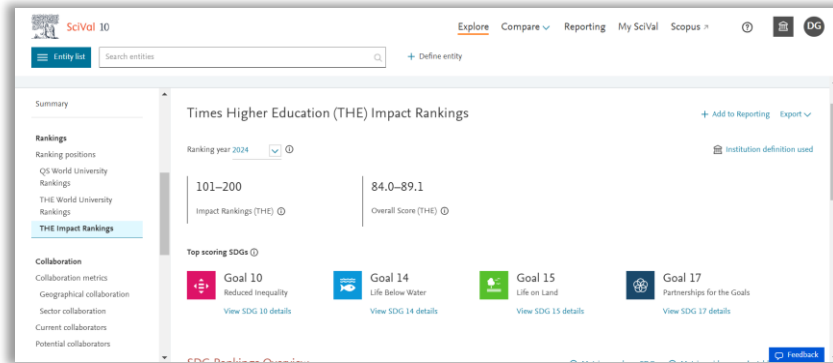 SciVal 10
Explore Compare Reporting My SciVal Scopus ? DG
Entity list Search entities + Define entity
Summary
Rankings
Ranking positions
QS World University
Rankings
THE World University
Rankings
THE Impact Rankings
Collaboration
Collaboration metrics
Geographical collaboration
Sector collaboration
Current collaborators
Potential collaborators
Times Higher Education (THE) Impact Rankings
+ Add to Reporting Export
Ranking year 2024
Institution definition used
101–200
Impact Rankings (THE)
84.0–89.1
Overall Score (THE)
Top scoring SDGs
Goal 10
Reduced Inequality
View SDG 10 details
Goal 14
Life Below Water
View SDG 14 details
Goal 15
Life on Land
View SDG 15 details
Goal 17
Partnerships for the Goals
View SDG 17 details
SDG Rankings Overview
Feedback